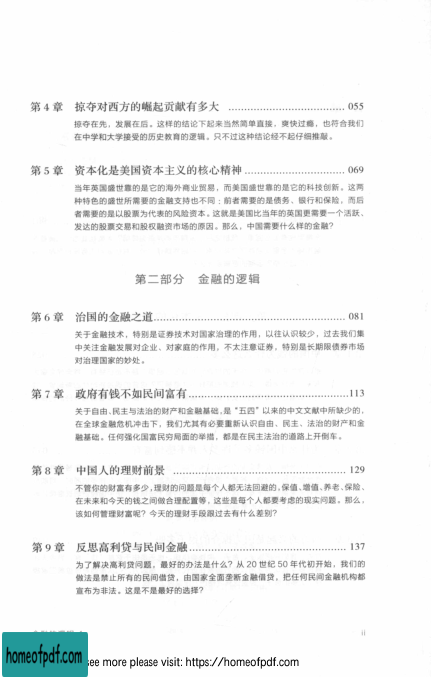 第 4 章 掠夺对西方的崛起贡献有多大 ...................................... 055
掠夺在先，发展在后。这样的结论下起来当然简单直接、爽快过瘾，也符合我们
在中学和大学接受的历史教育的逻辑。只不过这种结论经不起仔细推敲。
第 5 章 资本化是美国资本主义的核心精神 .................................. 069
当年英国盛世靠的是它的海外商业贸易，而美国盛世靠的是它的科技创新。这两
种特色的盛世所需要的金融支持也不同：前者需要的是债务、银行和保险，而后
者需要的是以股票为代表的风险资本。这就是美国比当年的英国更需要一个活跃、
发达的股票交易和股权融资市场的原因。那么，中国需要什么样的金融？
第二部分 金融的逻辑
第 6 章 治国的金融之道.............................................................. 081
关于金融技术，特别是证券技术对国家治理的作用，以往认识较少，过去我们集
中关注金融发展对企业、对家庭的作用，不太注意证券，特别是长期限债券市场
对治理国家的妙处。
第 7 章 政府有钱不如民间富有....................................................113
关于自由、民主与法治的财产和金融基础，是“五四”以来的中文文献中所缺少的，
在全球金融危机冲击下，我们尤其有必要重新认识自由、民主、法治的财产和金
融基础。任何强化国富民穷局面的举措，都是在民主法治的道路上开倒车。
第 8 章 中国人的理财前景 ........................................................ 129
不管你的财富有多少，理财的问题是每个人都无法回避的，保值、增值、养老、保险、
在未来和今天的钱之间做合理配置等，这些是每个人都要考虑的现实问题。那么，
该如何管理财富呢？今天的理财手段跟过去有什么差别？
第 9 章 反思高利贷与民间金融................................................... 137
为了解决高利贷问题，最好的办法是什么？从 20 世纪 50 年代初开始，我们的
做法是禁止所有的民间借贷，由国家全面垄断金融借贷，把任何民间金融机构都
宣布为非法。这是不是最好的选择？
ii
homeofpdf.com
see more please visit: https://homeofpdf.com